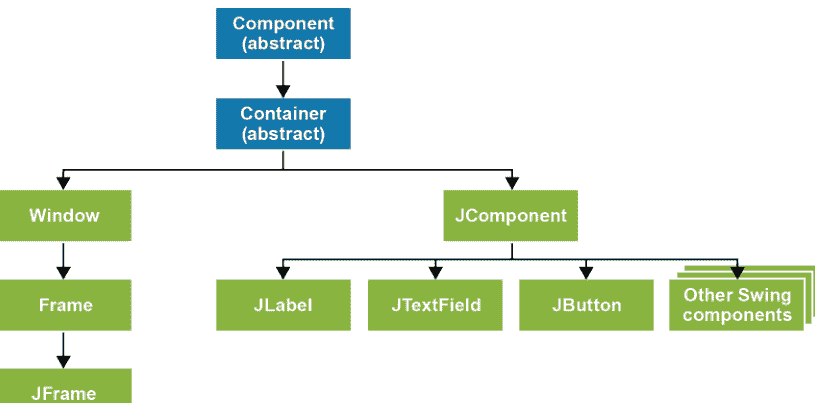 Component
(abstract)
Container
(abstract)
Window
JComponent
Frame
JLabel
JTextField
JButton
Other Swing
components
JFrame